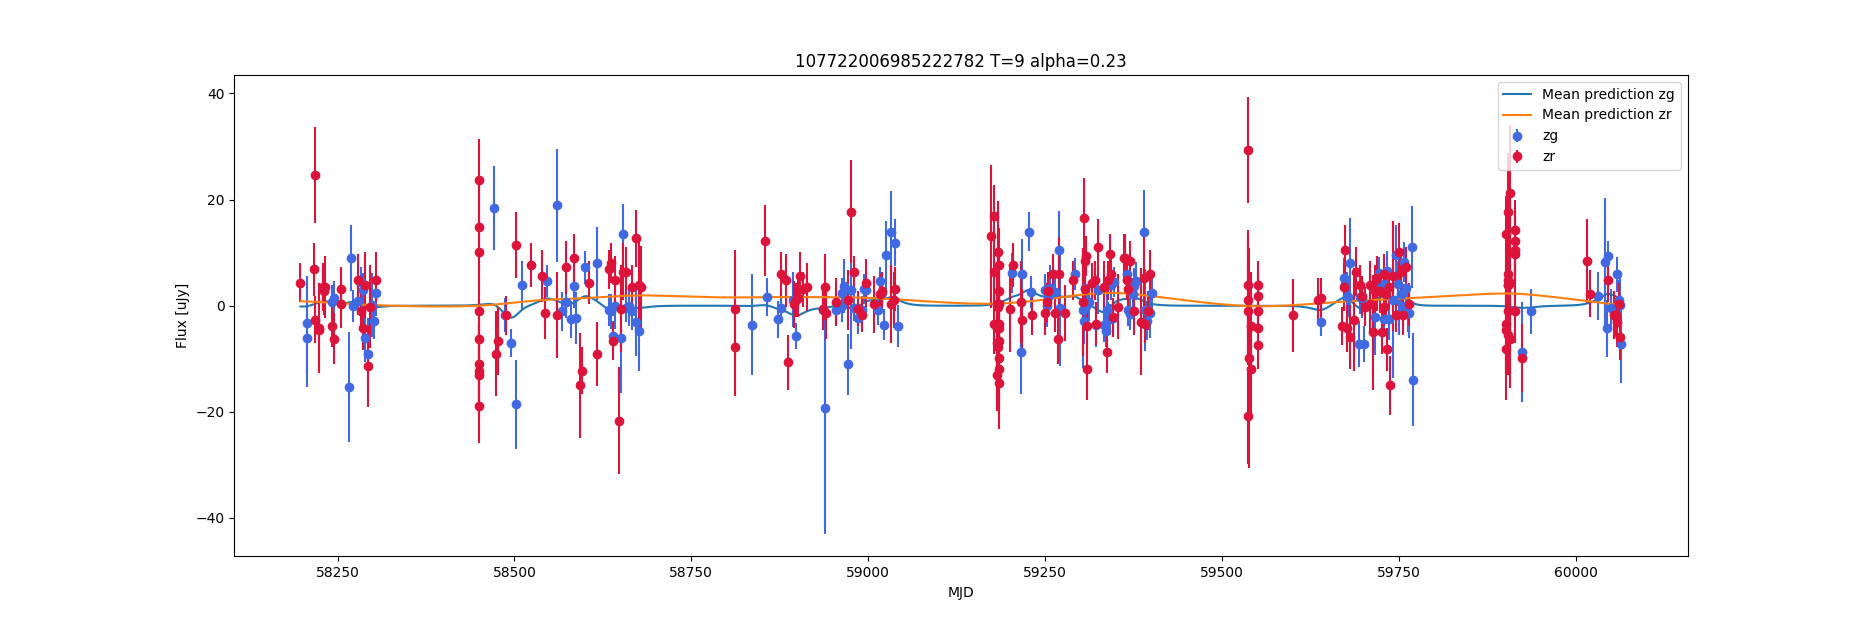 107722006985222782 T=9 alpha=0.23
Mean prediction zg
Mean prediction zr
zg
zr
40
20
0
−20
−40
Flux [uJy]
58250 58500 58750 59000 59250 59500 59750 60000
MJD